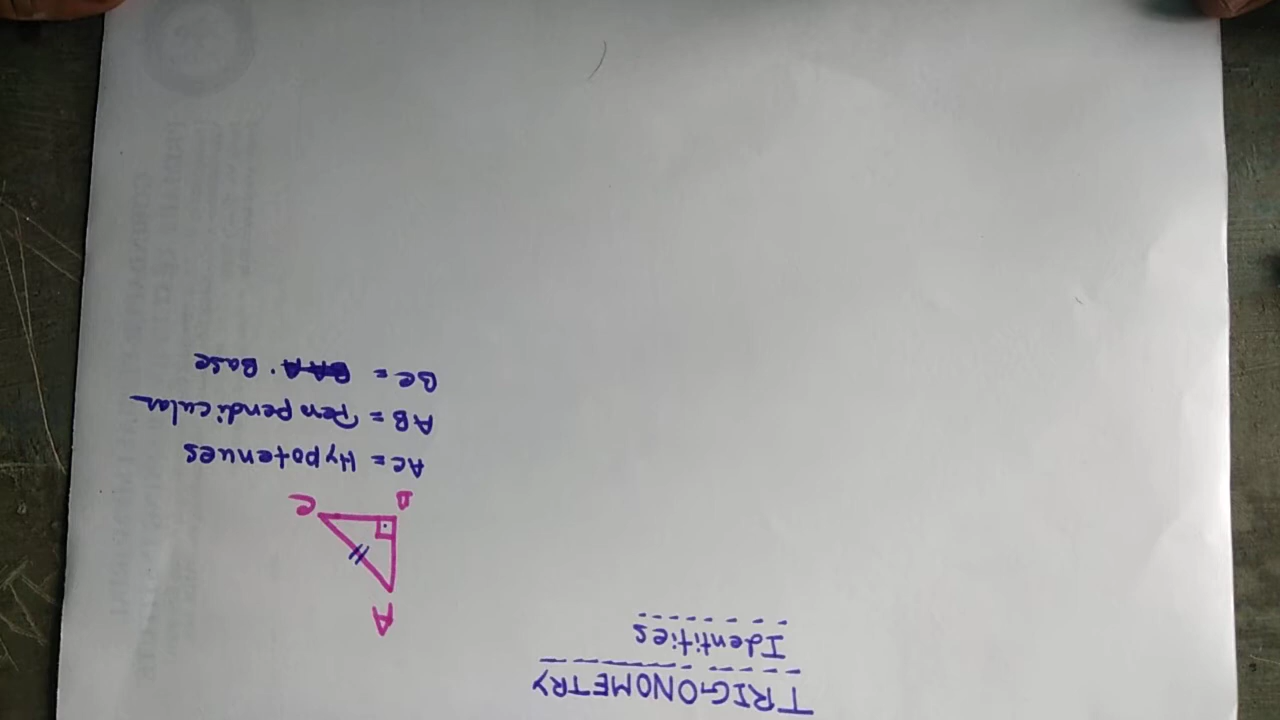 TRIGONOMETRY
Identities
A
B
C
AC = Hypotenues
AB = Perpendicular
BC = Base